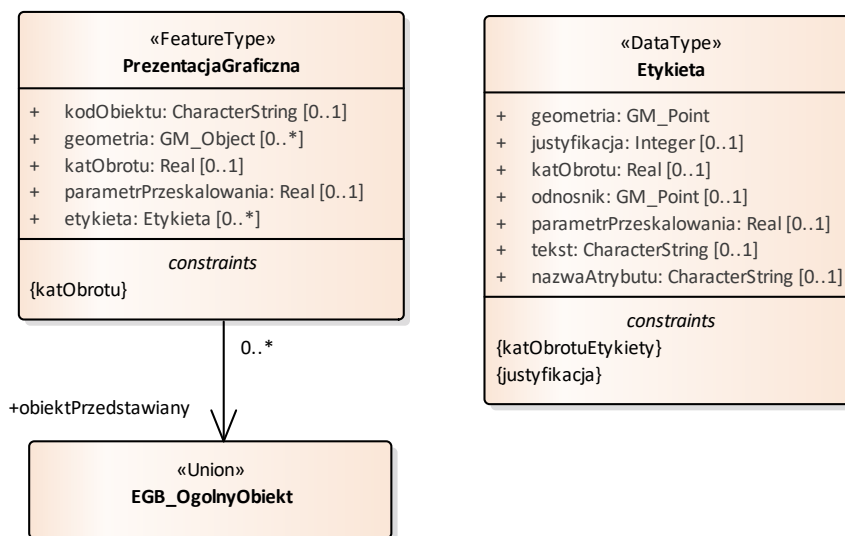 «FeatureType»
PrezentacjaGraficzna
+ kodObiektu: CharacterString [0..1]
+ geometria: GM_Object [0..*]
+ katObrotu: Real [0..1]
+ parametrPrzeskalowania: Real [0..1]
+ etykieta: Etykieta [0..*]
constraints
{katObrotu}
0..*
+obiektPrzedstawiany
«Union»
EGB_OgolnyObiekt
«DataType»
Etykieta
+ geometria: GM_Point
+ justyfikacja: Integer [0..1]
+ katObrotu: Real [0..1]
+ odnosnik: GM_Point [0..1]
+ parametrPrzeskalowania: Real [0..1]
+ tekst: CharacterString [0..1]
+ nazwaAtrybutu: CharacterString [0..1]
constraints
{katObrotuEtykiety}
{justyfikacja}